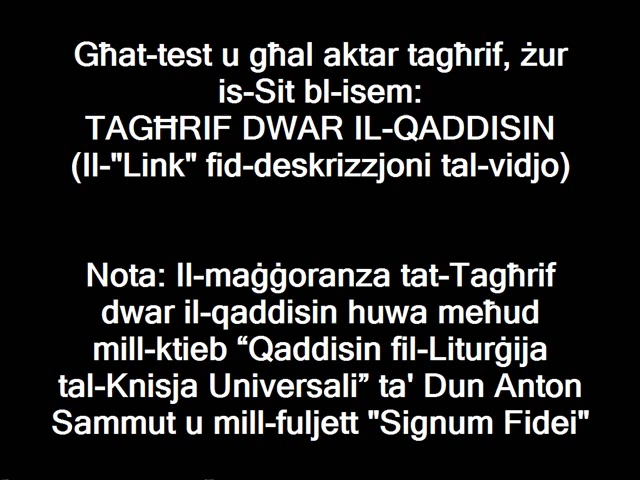 Għat-test u għal aktar tagħrif, żur
is-Sit bl-isem:
TAGĦRIF DWAR IL-QADDISIN
(Il-"Link" fid-deskrizzjoni tal-vidjo)
Nota: Il-maġġoranza tat-Tagħrif
dwar il-qaddisin huwa meħud
mill-ktieb “Qaddisin fil-Liturġija
tal-Knisja Universali” ta' Dun Anton
Sammut u mill-fuljett "Signum Fidei"